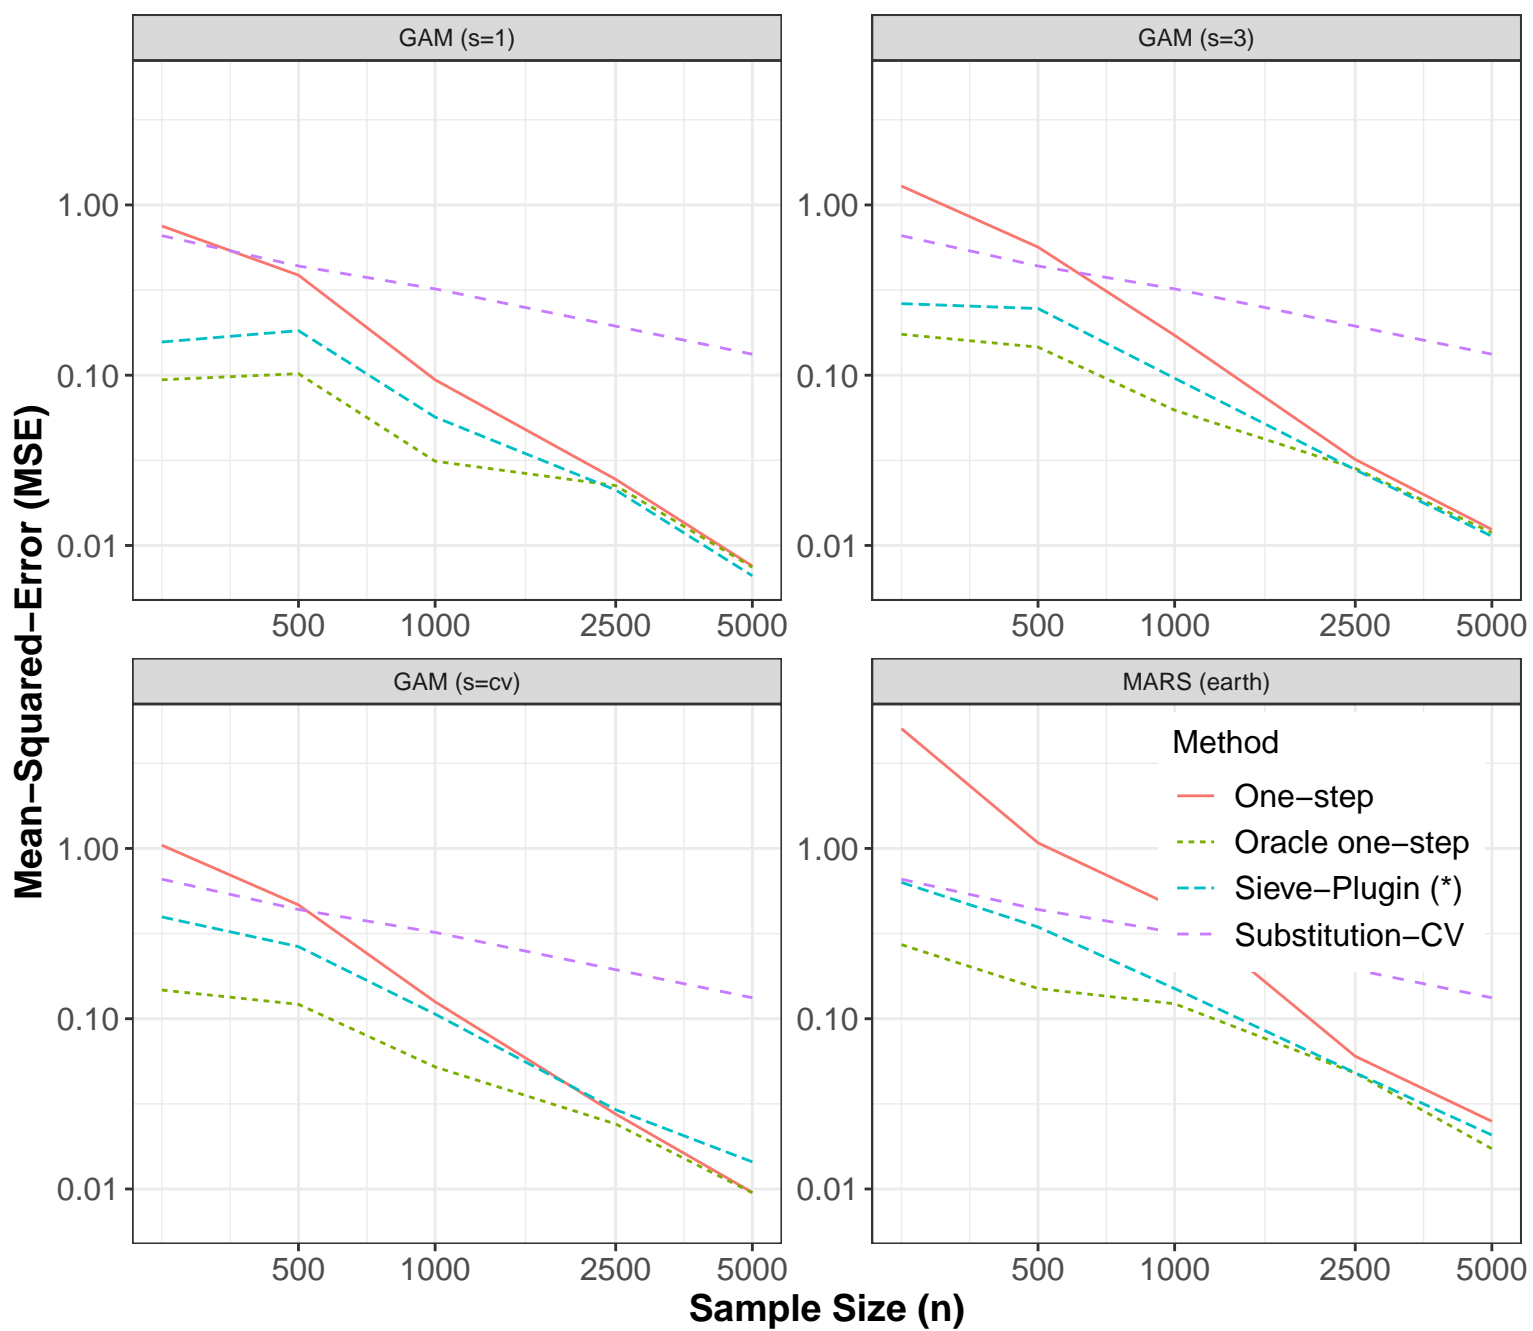 Mean−Squared−Error (MSE)
GAM (s=1)
1.00
0.10
0.01
500 1000 2500 5000
GAM (s=3)
1.00
0.10
0.01
500 1000 2500 5000
GAM (s=cv)
1.00
0.10
0.01
500 1000 2500 5000
MARS (earth)
1.00
0.10
0.01
500 1000 2500 5000
Method
One−step
Oracle one−step
Sieve−Plugin (*)
Substitution−CV
Sample Size (n)